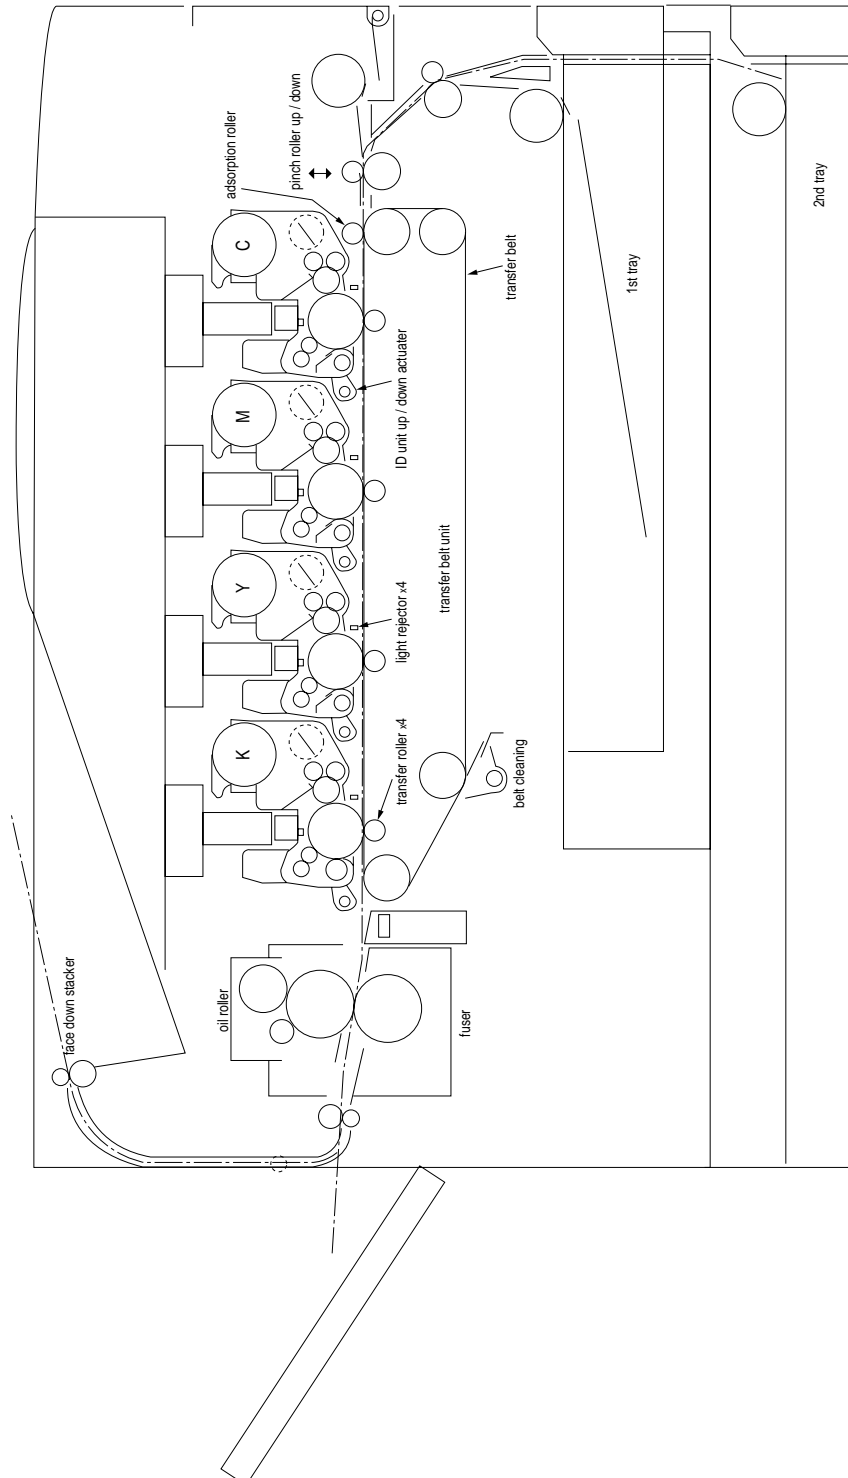 face down stacker
oil roller
fuser
K
Y
M
C
transfer roller x4
light rejector x4
ID unit up / down actuater
adsorption roller
pinch roller up / down
belt cleaning
transfer belt unit
transfer belt
1st tray
2nd tray